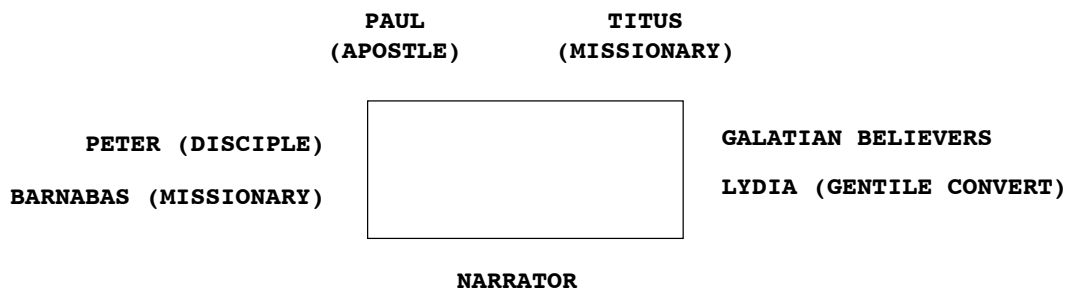 PAUL
(APOSTLE)
TITUS
(MISSIONARY)
PETER (DISCIPLE)
BARNABAS (MISSIONARY)
GALATIAN BELIEVERS
LYDIA (GENTILE CONVERT)
NARRATOR